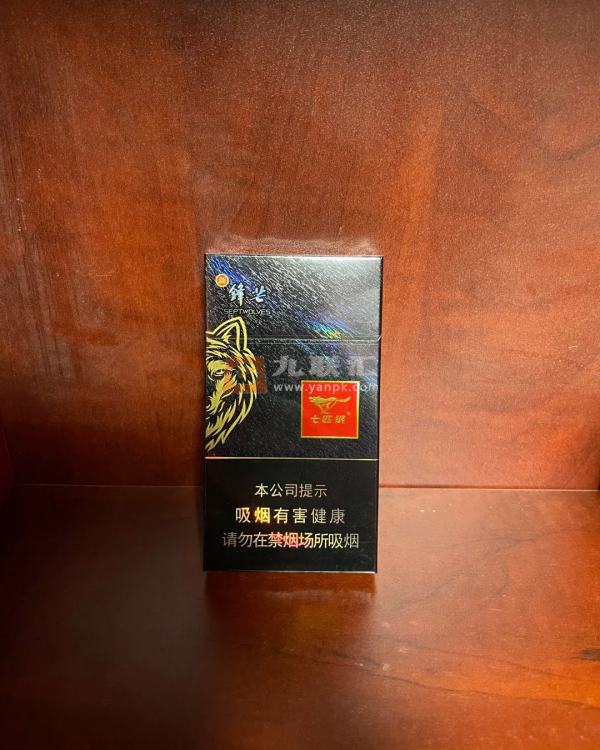 锋芒
SEPTWOLVES
九联汇
www.yanpk.com
七匹狼®
本公司提示
吸烟有害健康
请勿在禁烟场所吸烟